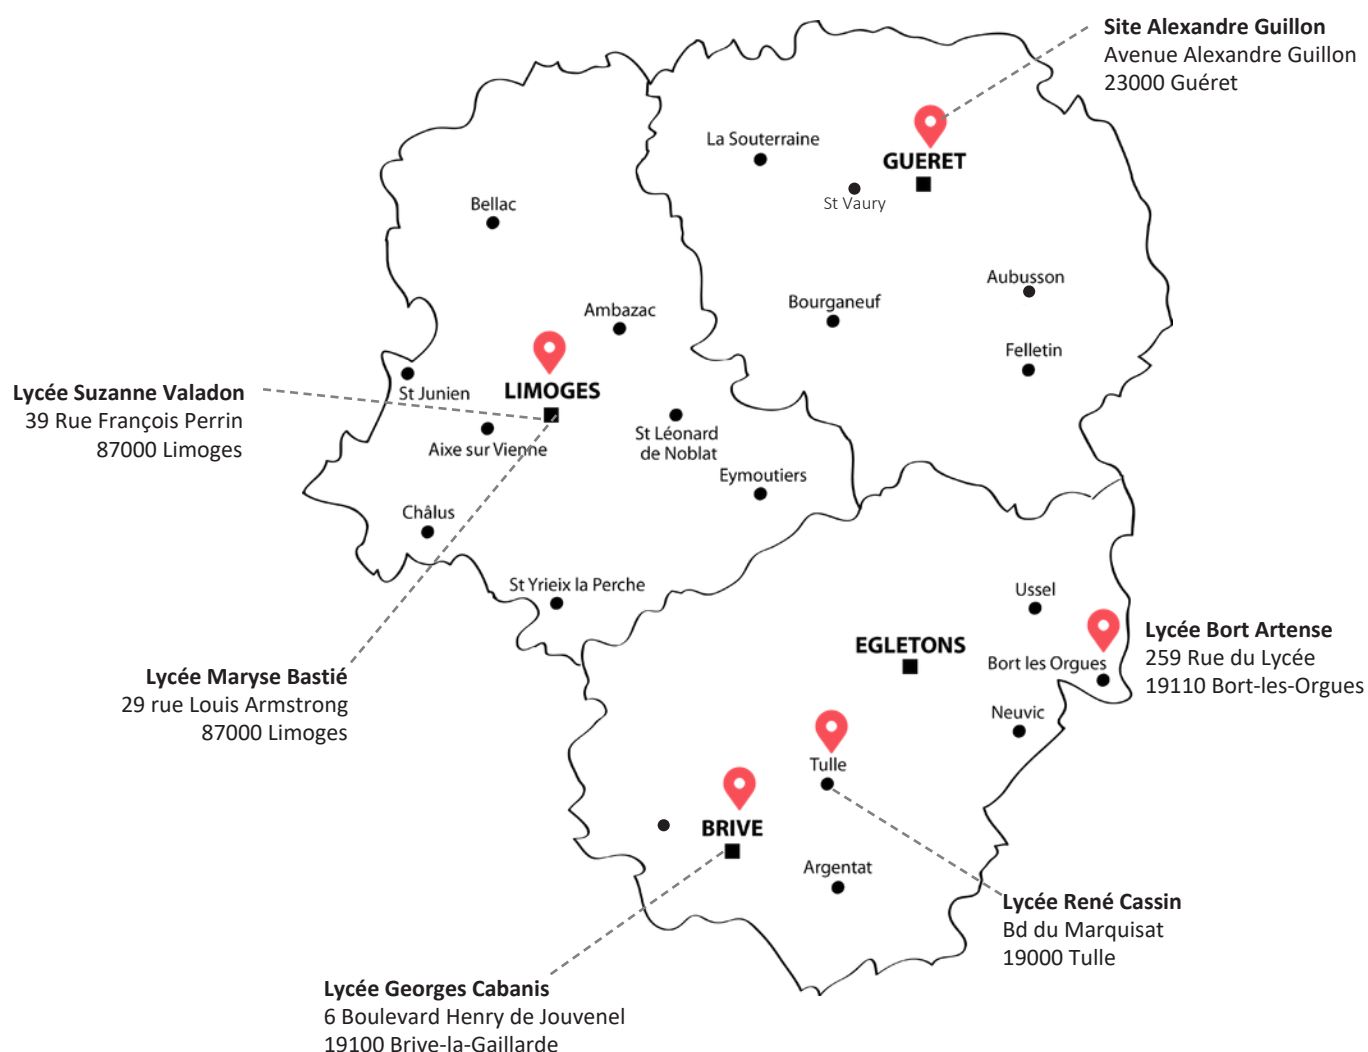 Site Alexandre Guillon
Avenue Alexandre Guillon
23000 Guéret
La Souterraine
GUERET
St Vaury
Bellac
Aubusson
Bourganeuf
Ambazac
Felletin
Lycée Suzanne Valadon
39 Rue François Perrin
87000 Limoges
St Junien
LIMOGES
Aixe sur Vienne
St Léonard
de Noblat
Eymoutiers
Châlus
St Yrieix la Perche
Ussel
Lycée Bort Artense
259 Rue du Lycée
19110 Bort-les-Orgues
EGLETONS
Bort les Orgues
Lycée Maryse Bastié
29 rue Louis Armstrong
87000 Limoges
Neuvic
Tulle
BRIVE
Argentat
Lycée René Cassin
Bd du Marquisat
19000 Tulle
Lycée Georges Cabanis
6 Boulevard Henry de Jouvenel
19100 Brive-la-Gaillarde